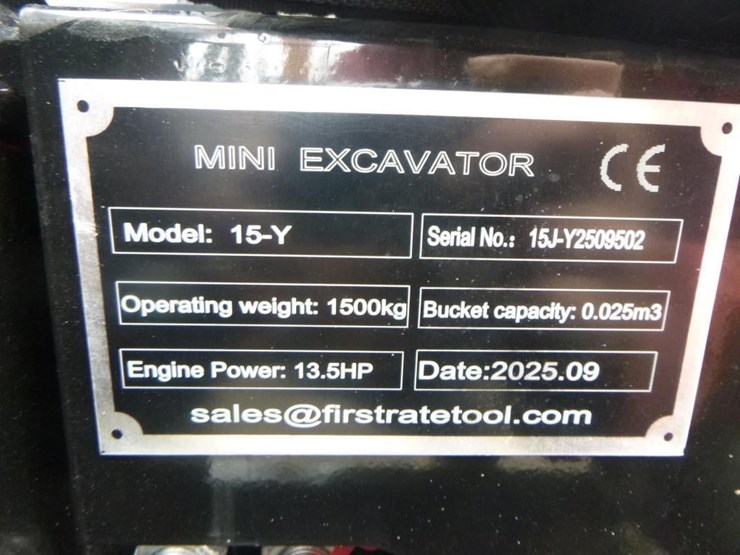 MINI EXCAVATOR CE
Model: 15-Y Serial No.: 15J-Y2509502
Operating weight: 1500kg Bucket capacity: 0.025m3
Engine Power: 13.5HP Date:2025.09
sales@firstratetool.com